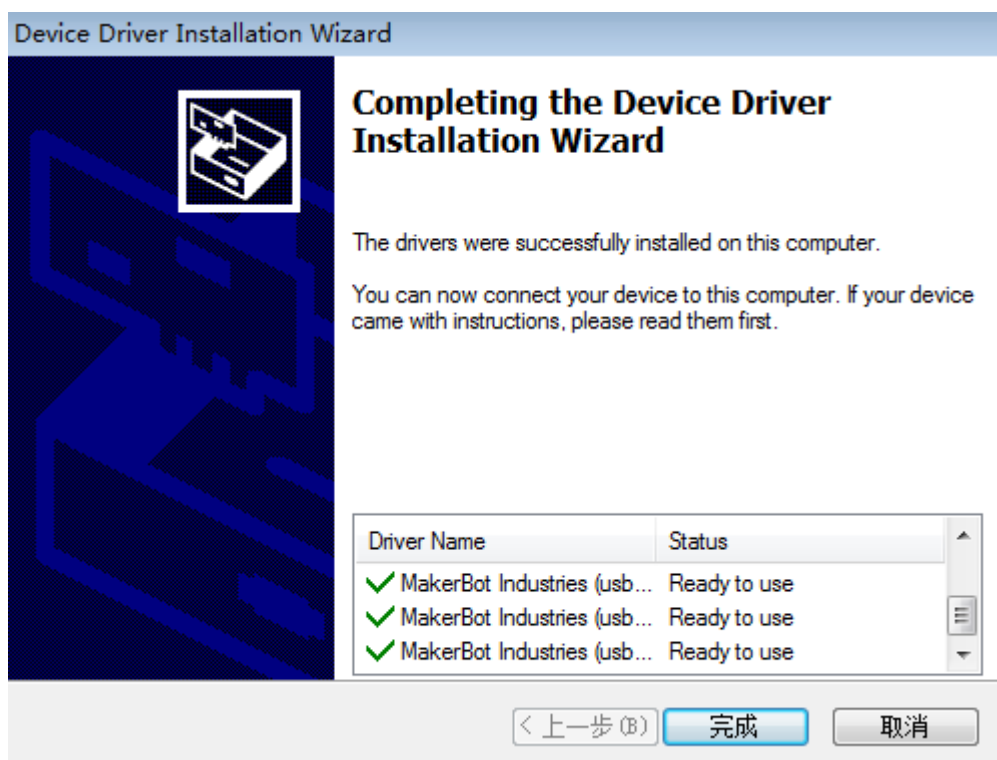 Device Driver Installation Wizard
Completing the Device Driver
Installation Wizard
The drivers were successfully installed on this computer.
You can now connect your device to this computer. If your device
came with instructions, please read them first.
Driver Name Status
MakerBot Industries (usb... Ready to use
MakerBot Industries (usb... Ready to use
MakerBot Industries (usb... Ready to use
< 上一步(B) 完成 取消